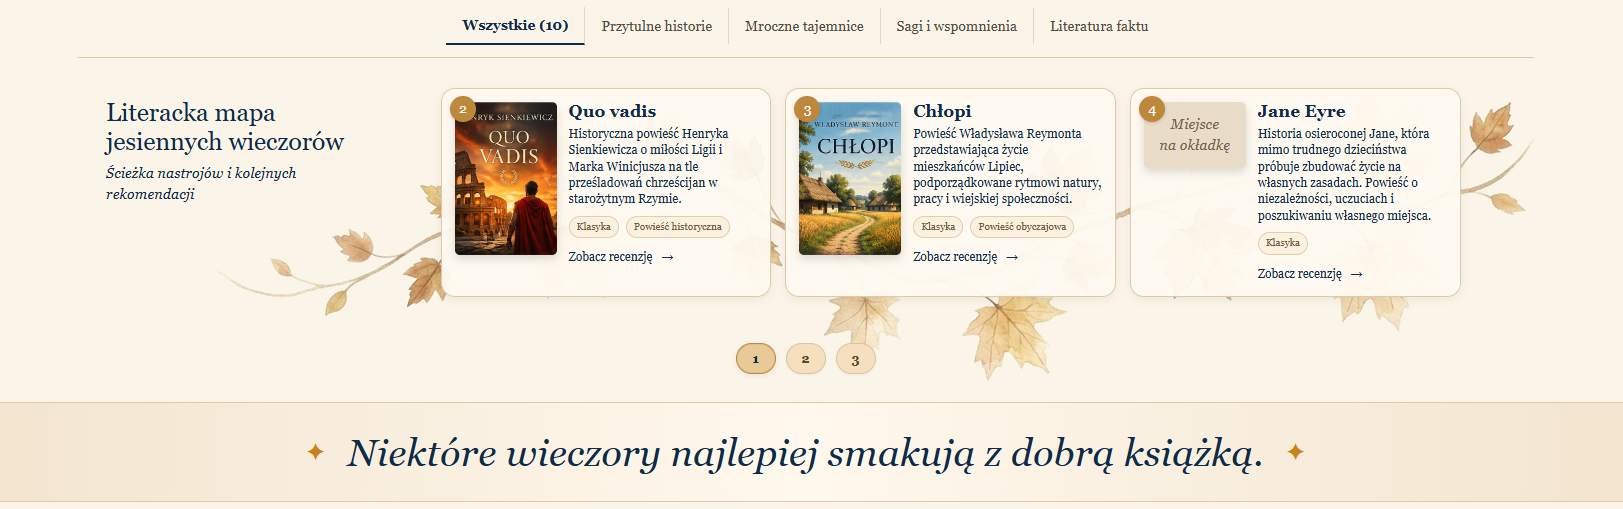 Wszystkie (10)
Przytulne historie
Mroczne tajemnice
Sagi i wspomnienia
Literatura faktu
Literacka mapa
jesiennych wieczorów
Ścieżka nastrojów i kolejnych
rekomendacji
2
NRYK SIENKIEWICZ
QUO
VADIS
Quo vadis
Historyczna powieść Henryka
Sienkiewicza o miłości Ligii i
Marka Winicjusza na tle
prześladowań chrześcijan w
starożytnym Rzymie.
Klasyka
Powieść historyczna
Zobacz recenzję →
3
WŁADYSŁAW REYMONT
CHŁOPI
Chłopi
Powieść Władysława Reymonta
przedstawiająca życie
mieszkańców Lipiec,
podporządkowane rytmowi natury,
pracy i wiejskiej społeczności.
Klasyka
Powieść obyczajowa
Zobacz recenzję →
4
Miejsce
na okładkę
Jane Eyre
Historia osieroconej Jane, która
mimo trudnego dzieciństwa
próbuje zbudować życie na
własnych zasadach. Powieść o
niezależności, uczuciach i
poszukiwaniu własnego miejsca.
Klasyka
Zobacz recenzję →
1
2
3
Niektóre wieczory najlepiej smakują z dobrą książką.